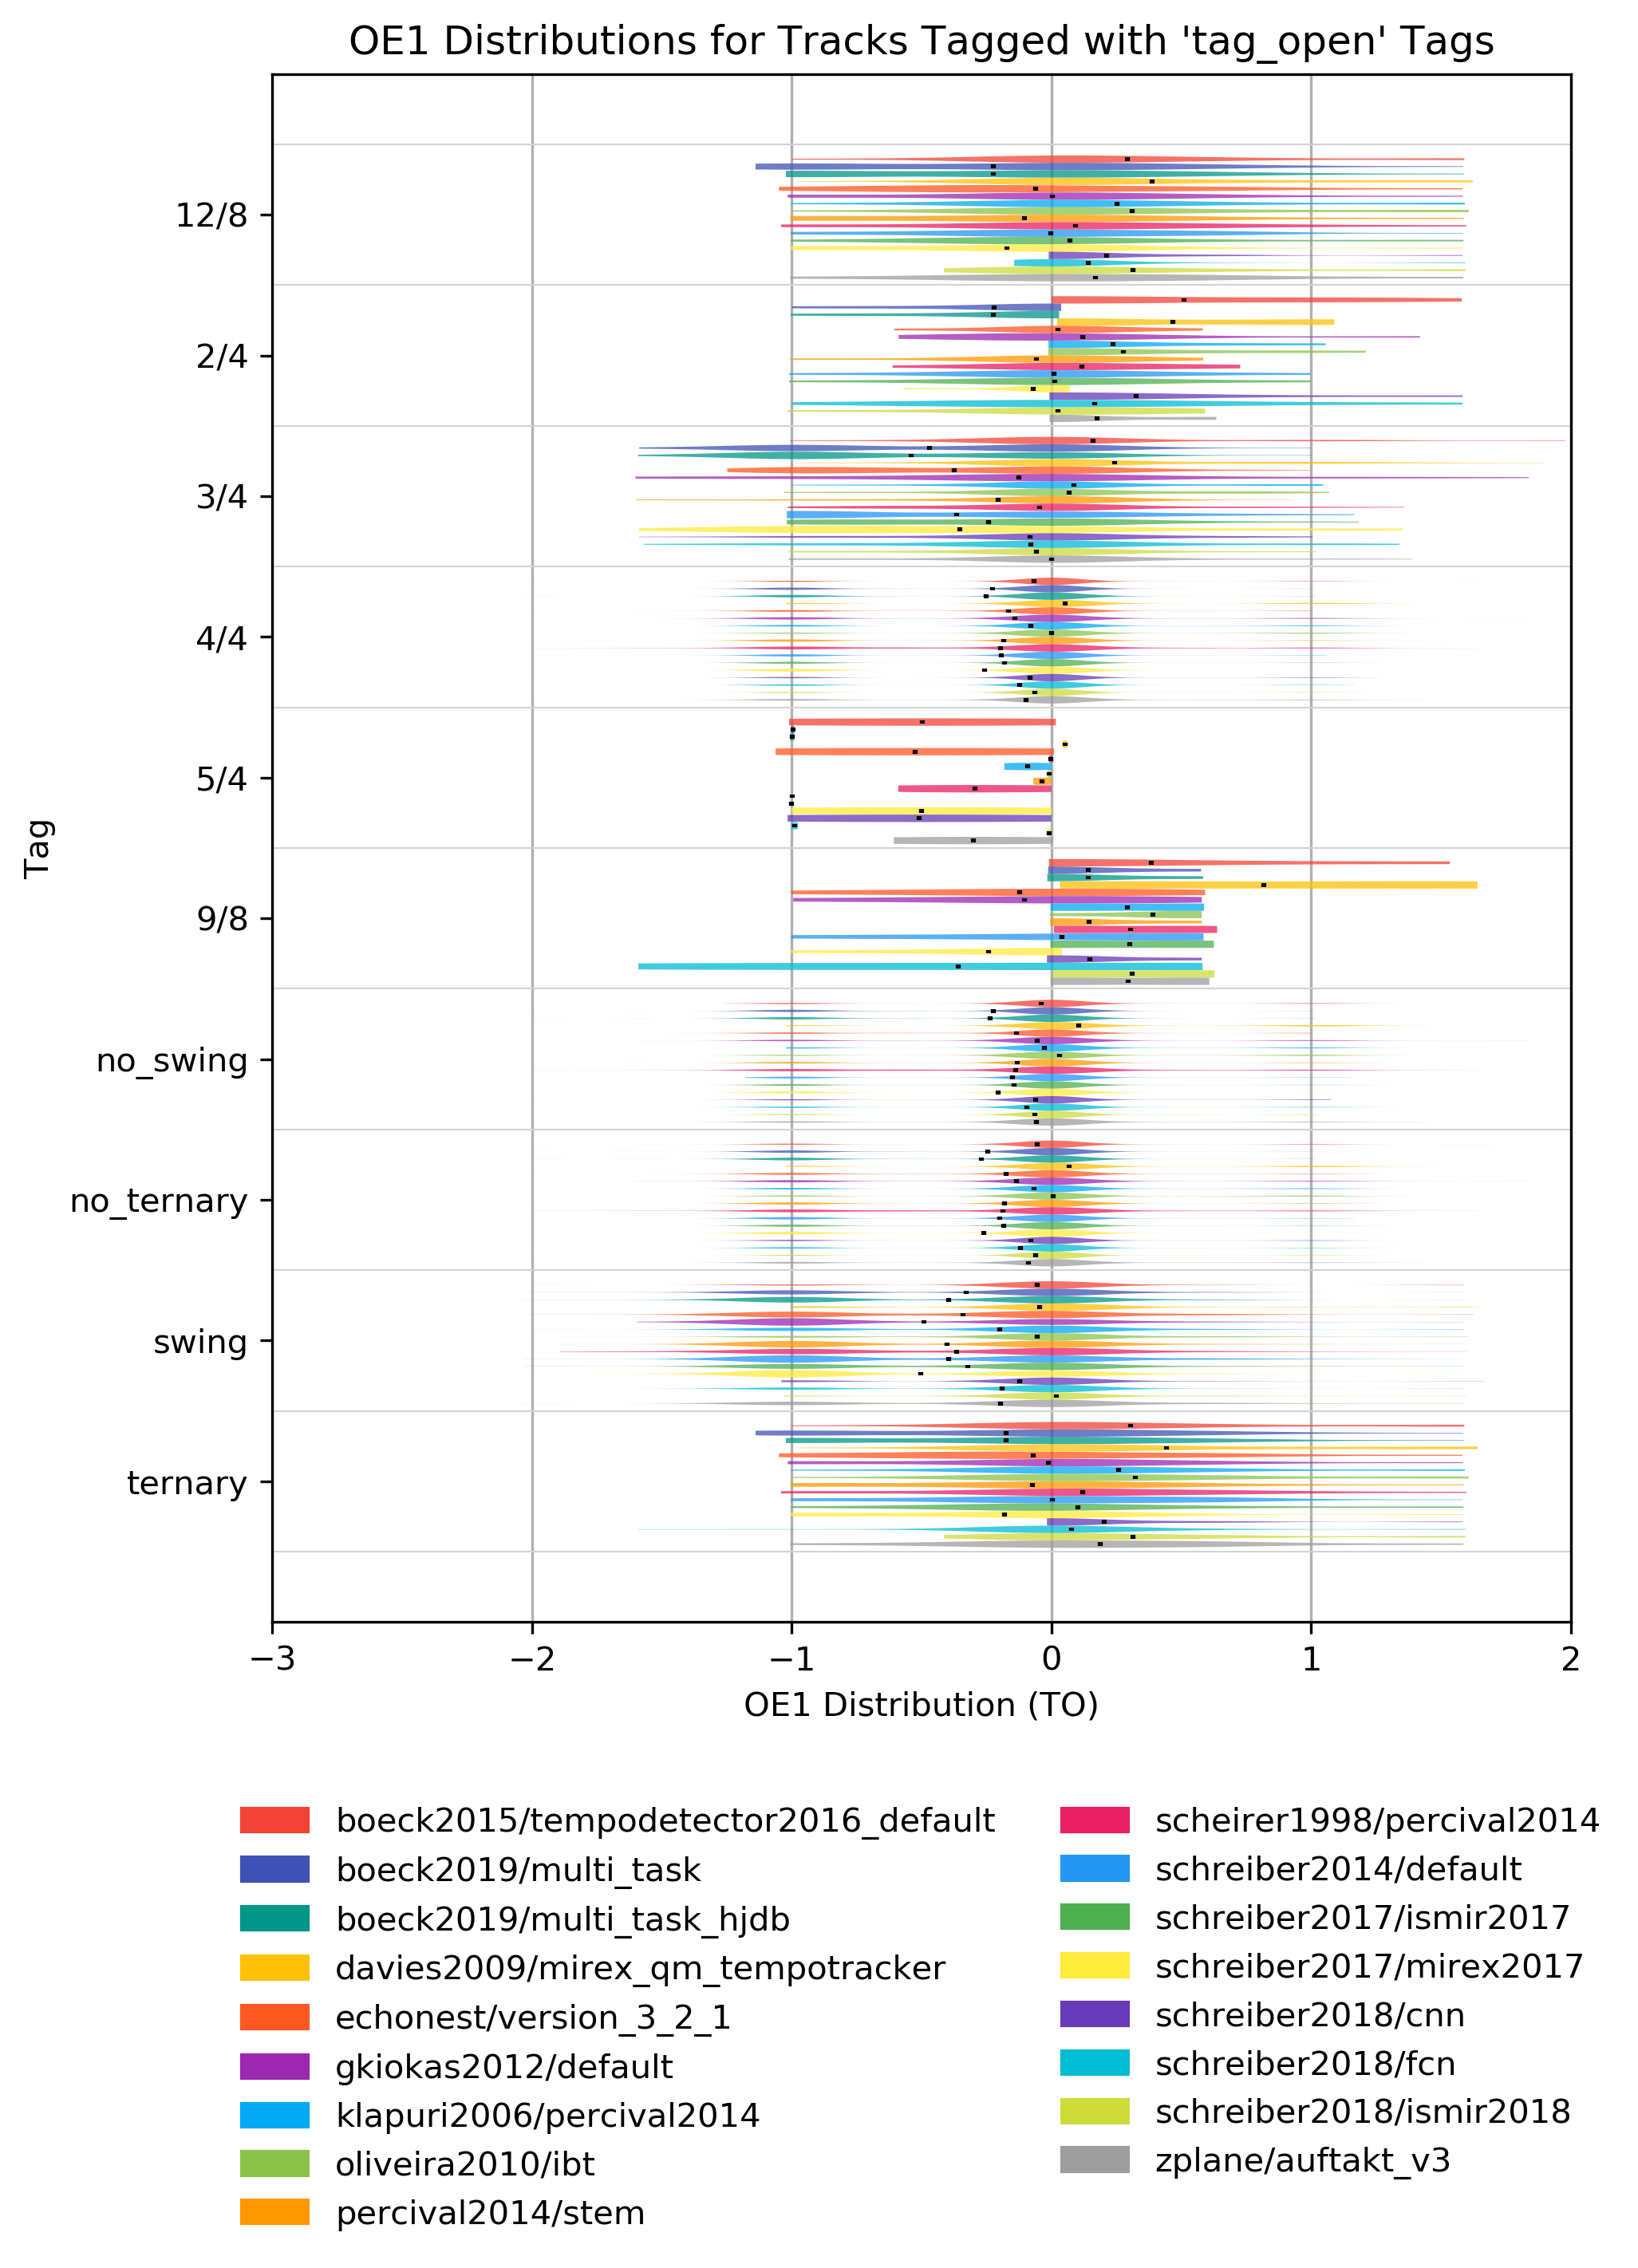 OE1 Distributions for Tracks Tagged with 'tag_open' Tags
12/8
2/4
3/4
4/4
5/4
9/8
no_swing
no_ternary
swing
ternary
Tag
−3 −2 −1 0 1 2
OE1 Distribution (TO)
boeck2015/tempodetector2016_default
boeck2019/multi_task
boeck2019/multi_task_hjdb
davies2009/mirex_qm_tempotracker
echonest/version_3_2_1
gkiokas2012/default
klapuri2006/percival2014
oliveira2010/ibt
percival2014/stem
scheirer1998/percival2014
schreiber2014/default
schreiber2017/ismir2017
schreiber2017/mirex2017
schreiber2018/cnn
schreiber2018/fcn
schreiber2018/ismir2018
zplane/auftakt_v3